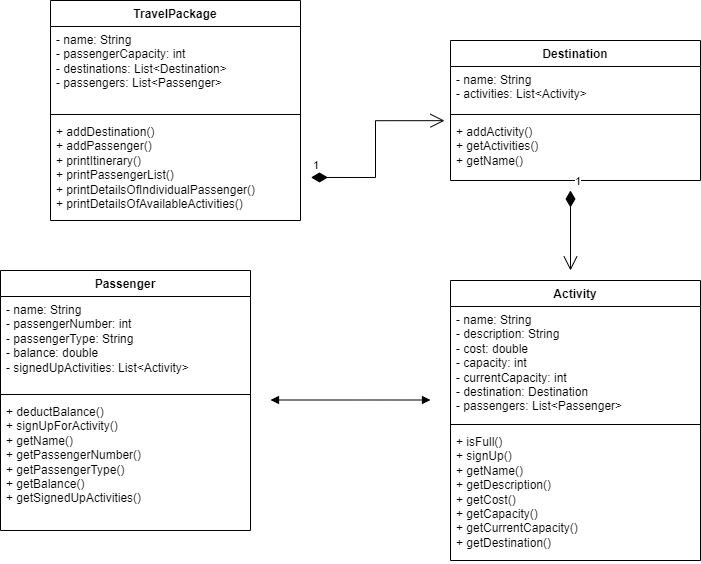 TravelPackage
- name: String
- passengerCapacity: int
- destinations: List<Destination>
- passengers: List<Passenger>
+ addDestination()
+ addPassenger()
+ printItinerary()
+ printPassengerList()
+ printDetailsOfIndividualPassenger()
+ printDetailsOfAvailableActivities()
1
Destination
- name: String
- activities: List<Activity>
+ addActivity()
+ getActivities()
+ getName()
1
Passenger
- name: String
- passengerNumber: int
- passengerType: String
- balance: double
- signedUpActivities: List<Activity>
+ deductBalance()
+ signUpForActivity()
+ getName()
+ getPassengerNumber()
+ getPassengerType()
+ getBalance()
+ getSignedUpActivities()
Activity
- name: String
- description: String
- cost: double
- capacity: int
- currentCapacity: int
- destination: Destination
- passengers: List<Passenger>
+ isFull()
+ signUp()
+ getName()
+ getDescription()
+ getCost()
+ getCapacity()
+ getCurrentCapacity()
+ getDestination()